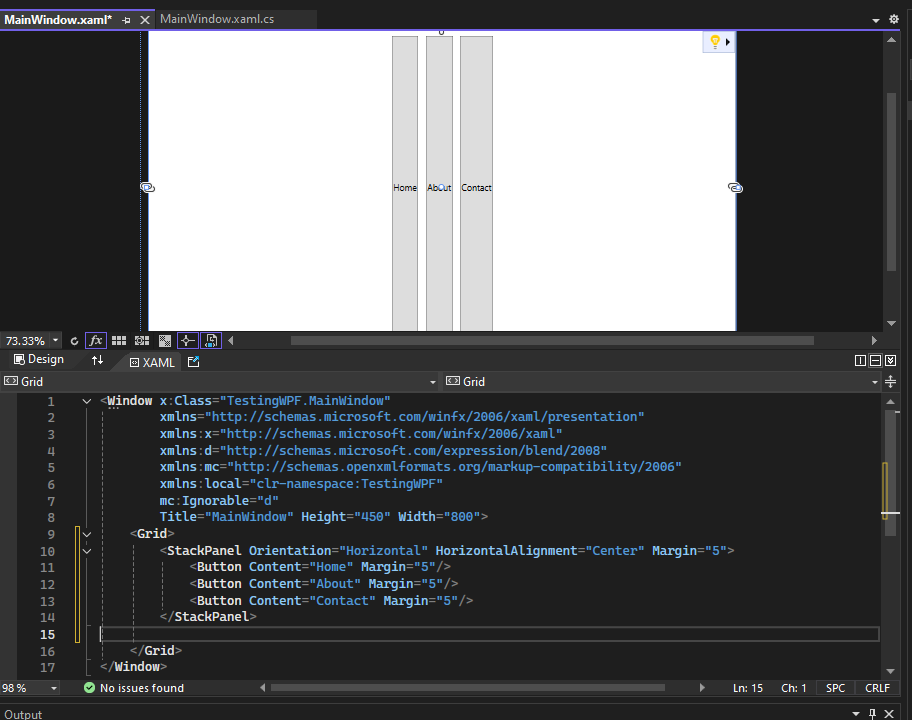 MainWindow.xaml* MainWindow.xaml.cs
Home About Contact
73.33% fx
Design XAML
Grid Grid
1 <Window x:Class="TestingWPF.MainWindow"
2 xmlns="http://schemas.microsoft.com/winfx/2006/xaml/presentation"
3 xmlns:x="http://schemas.microsoft.com/winfx/2006/xaml"
4 xmlns:d="http://schemas.microsoft.com/expression/blend/2008"
5 xmlns:mc="http://schemas.openxmlformats.org/markup-compatibility/2006"
6 xmlns:local="clr-namespace:TestingWPF"
7 mc:Ignorable="d"
8 Title="MainWindow" Height="450" Width="800">
9 <Grid>
10 <StackPanel Orientation="Horizontal" HorizontalAlignment="Center" Margin="5">
11 <Button Content="Home" Margin="5"/>
12 <Button Content="About" Margin="5"/>
13 <Button Content="Contact" Margin="5"/>
14 </StackPanel>
15
16 </Grid>
17 </Window>
98 % No issues found Ln: 15 Ch: 1 SPC CRLF
Output